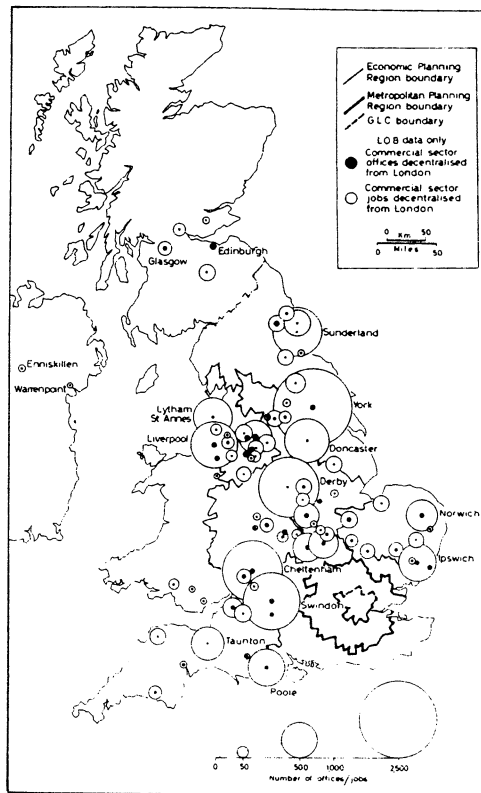 Economic Planning
Region boundary
Metropolitan Planning
Region boundary
GLC boundary
LOB data only
Commercial sector
offices decentralised
from London
Commercial sector
jobs decentralised
from London
0 Km 50
0 Miles 50
Glasgow
Edinburgh
Sunderland
Enniskillen
Warrenpoint
Lytham
St Annes
York
Liverpool
Doncaster
Derby
Norwich
Ipswich
Cheltenham
Swindon
Taunton
Poole
0 50 500 1000 2500
Number of offices/jobs